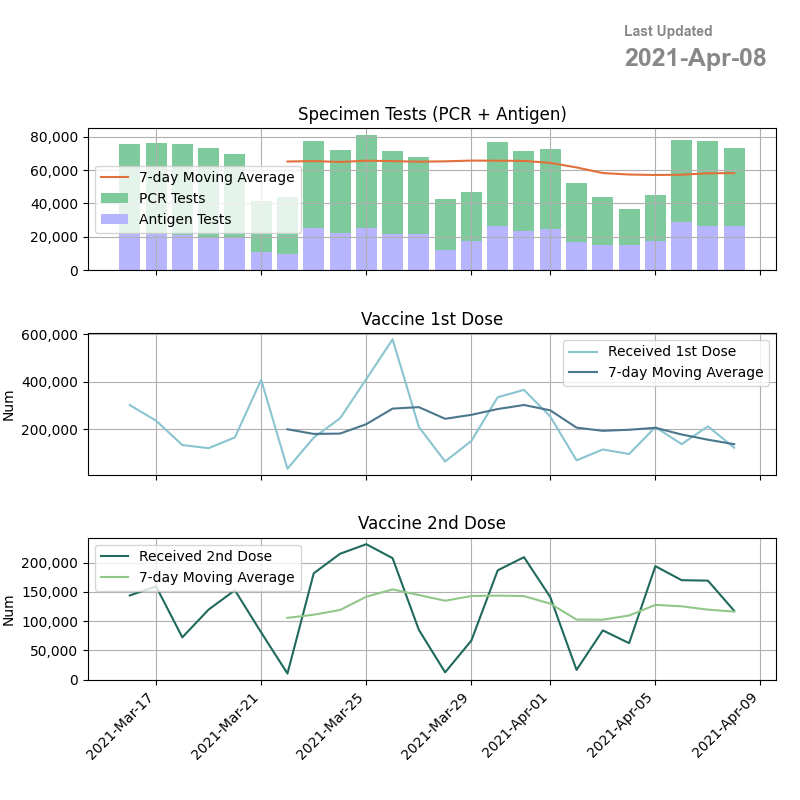 Last Updated
2021-Apr-08
Specimen Tests (PCR + Antigen)
80,000
60,000
40,000
20,000
0
7-day Moving Average
PCR Tests
Antigen Tests
Vaccine 1st Dose
Num
600,000
400,000
200,000
Received 1st Dose
7-day Moving Average
Vaccine 2nd Dose
Num
200,000
150,000
100,000
50,000
0
Received 2nd Dose
7-day Moving Average
2021-Mar-17
2021-Mar-21
2021-Mar-25
2021-Mar-29
2021-Apr-01
2021-Apr-05
2021-Apr-09